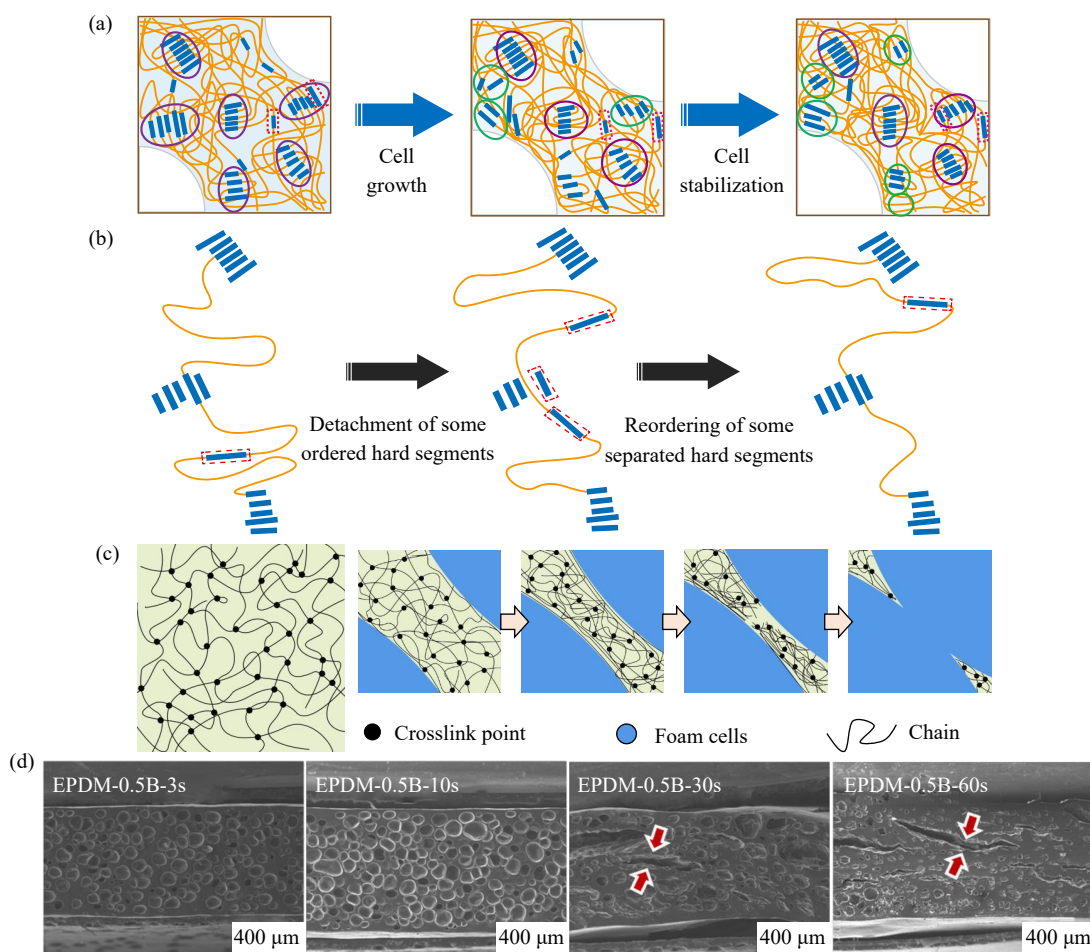 (a)
Cell
growth
Cell
stabilization
(b)
Detachment of some
ordered hard segments
Reordering of some
separated hard segments
(c)
Crosslink point
Foam cells
Chain
(d)
EPDM-0.5B-3s
EPDM-0.5B-10s
EPDM-0.5B-30s
EPDM-0.5B-60s
400 μm
400 μm
400 μm
400 μm